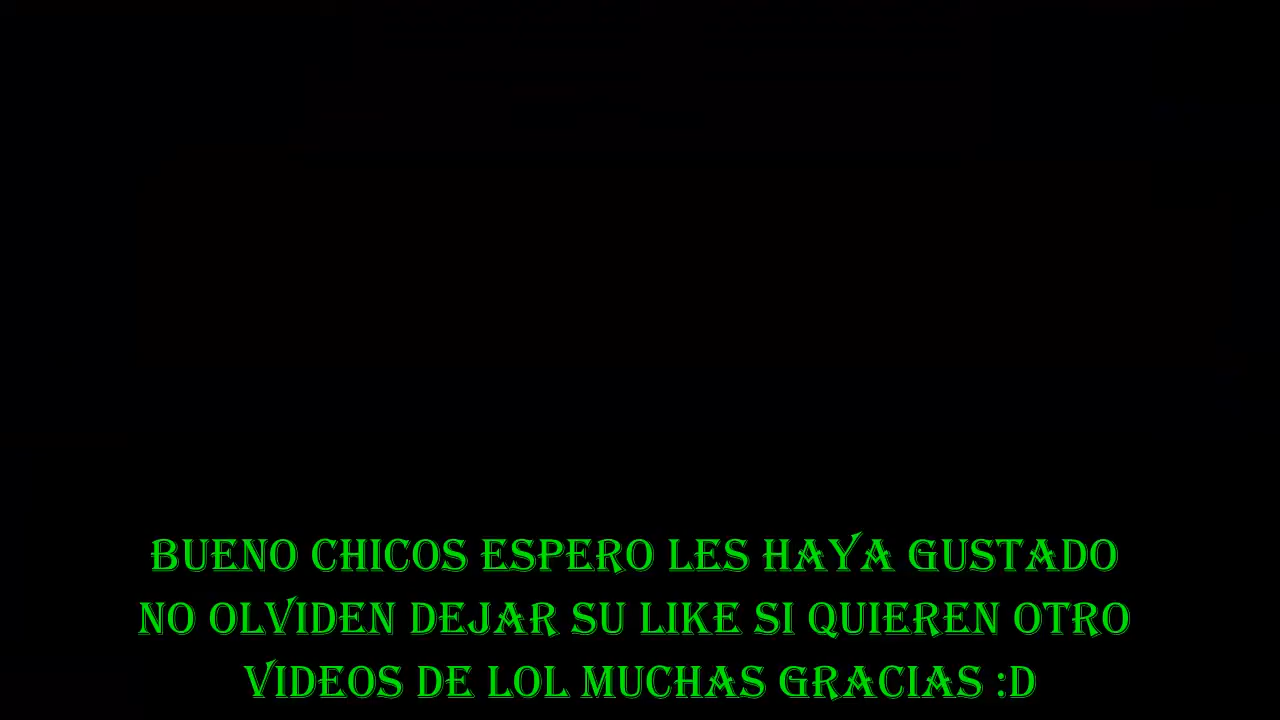 BUENO CHICOS ESPERO LES HAYA GUSTADO
NO OLVIDEN DEJAR SU LIKE SI QUIEREN OTRO
VIDEOS DE LOL MUCHAS GRACIAS :D